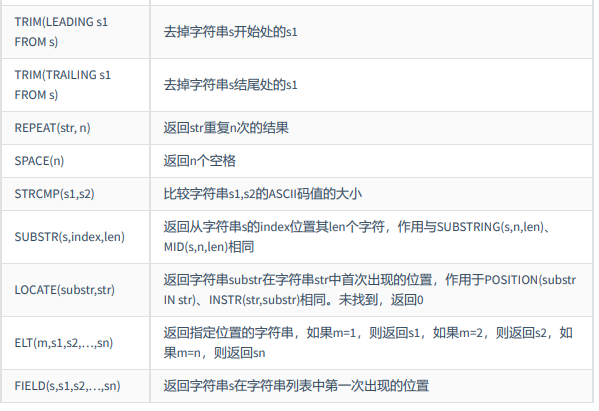 TRIM(LEADING s1
FROM s)
去掉字符串s开始处的s1
TRIM(TRAILING s1
FROM s)
去掉字符串s结尾处的s1
REPEAT(str, n)
返回str重复n次的结果
SPACE(n)
返回n个空格
STRCMP(s1,s2)
比较字符串s1,s2的ASCII码值的大小
SUBSTR(s,index,len)
返回从字符串s的index位置其len个字符，作用与SUBSTRING(s,n,len)、
MID(s,n,len)相同
LOCATE(substr,str)
返回字符串substr在字符串str中首次出现的位置，作用于POSITION(substr
IN str)、INSTR(str,substr)相同。未找到，返回0
ELT(m,s1,s2,…,sn)
返回指定位置的字符串，如果m=1，则返回s1，如果m=2，则返回s2，如
果m=n，则返回sn
FIELD(s,s1,s2,…,sn)
返回字符串s在字符串列表中第一次出现的位置